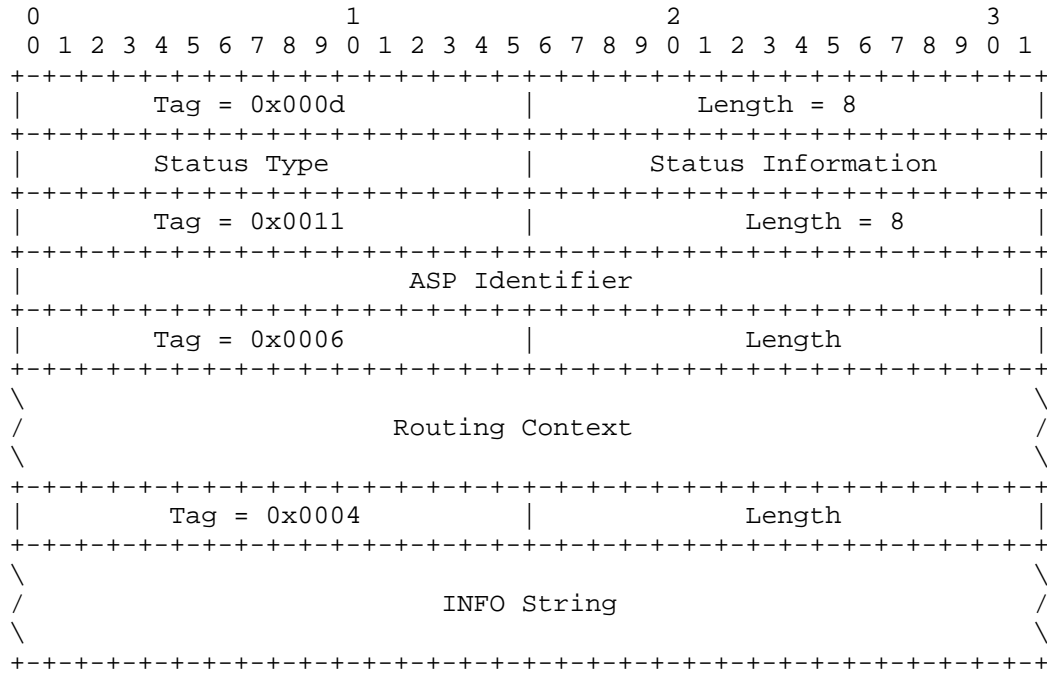 0                   1                   2                   3
 0 1 2 3 4 5 6 7 8 9 0 1 2 3 4 5 6 7 8 9 0 1 2 3 4 5 6 7 8 9 0 1
+-+-+-+-+-+-+-+-+-+-+-+-+-+-+-+-+-+-+-+-+-+-+-+-+-+-+-+-+-+-+-+-+
|        Tag = 0x000d           |          Length = 8           |
+-+-+-+-+-+-+-+-+-+-+-+-+-+-+-+-+-+-+-+-+-+-+-+-+-+-+-+-+-+-+-+-+
|        Status Type            |       Status Information      |
+-+-+-+-+-+-+-+-+-+-+-+-+-+-+-+-+-+-+-+-+-+-+-+-+-+-+-+-+-+-+-+-+
|        Tag = 0x0011           |             Length = 8        |
+-+-+-+-+-+-+-+-+-+-+-+-+-+-+-+-+-+-+-+-+-+-+-+-+-+-+-+-+-+-+-+-+
|                        ASP Identifier                         |
+-+-+-+-+-+-+-+-+-+-+-+-+-+-+-+-+-+-+-+-+-+-+-+-+-+-+-+-+-+-+-+-+
|        Tag = 0x0006           |             Length            |
+-+-+-+-+-+-+-+-+-+-+-+-+-+-+-+-+-+-+-+-+-+-+-+-+-+-+-+-+-+-+-+-+
\                                                               \
/                       Routing Context                         /
\                                                               \
+-+-+-+-+-+-+-+-+-+-+-+-+-+-+-+-+-+-+-+-+-+-+-+-+-+-+-+-+-+-+-+-+
|         Tag = 0x0004          |             Length            |
+-+-+-+-+-+-+-+-+-+-+-+-+-+-+-+-+-+-+-+-+-+-+-+-+-+-+-+-+-+-+-+-+
\                                                               \
/                          INFO String                          /
\                                                               \
+-+-+-+-+-+-+-+-+-+-+-+-+-+-+-+-+-+-+-+-+-+-+-+-+-+-+-+-+-+-+-+-+